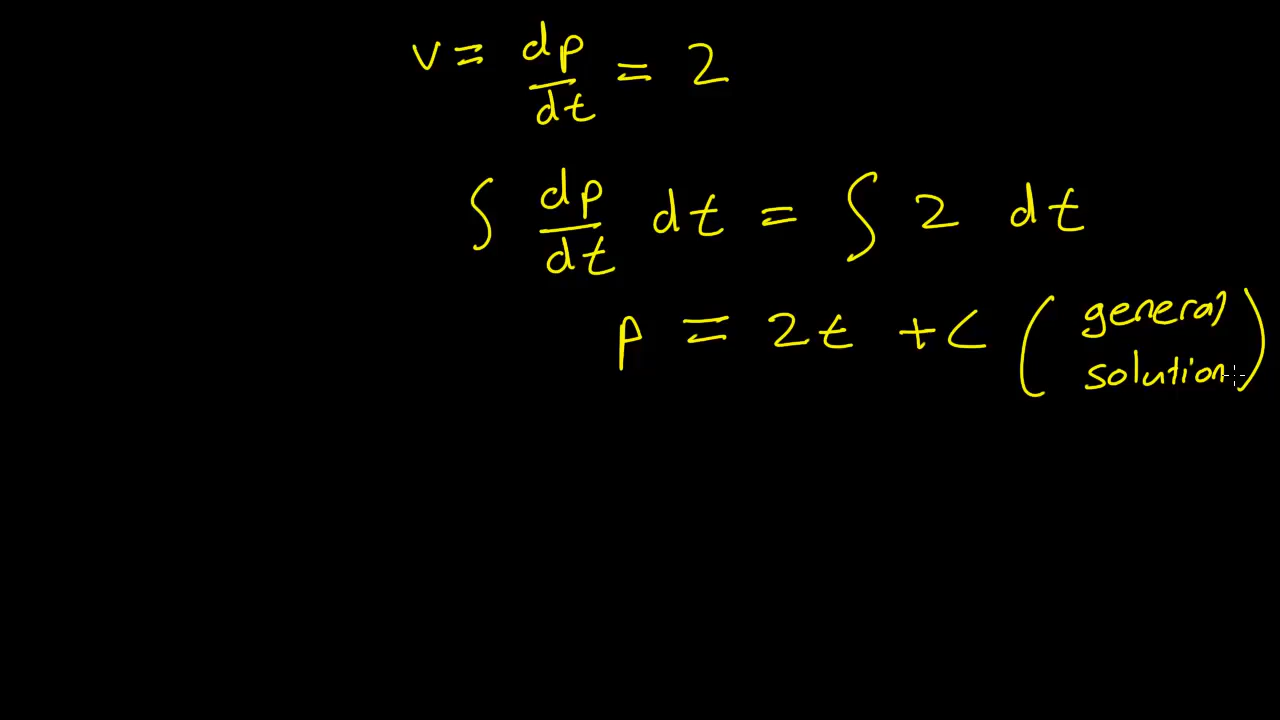 v = dp/dt = 2
∫ dp/dt dt = ∫ 2 dt
p = 2t + C (general solution)